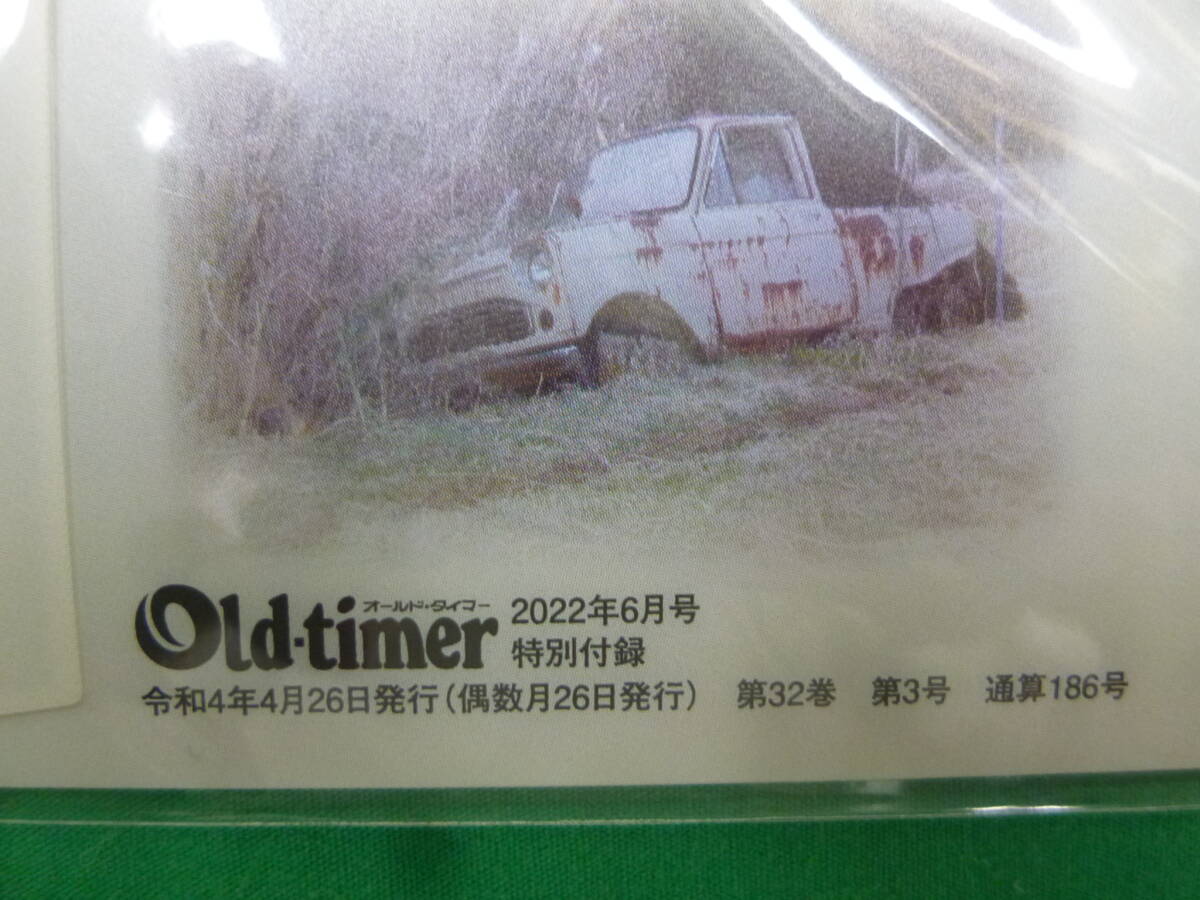 オールド・タイマー
Old-timer 2022年6月号
特別付録
令和4年4月26日発行(偶数月26日発行) 第32巻 第3号 通算186号